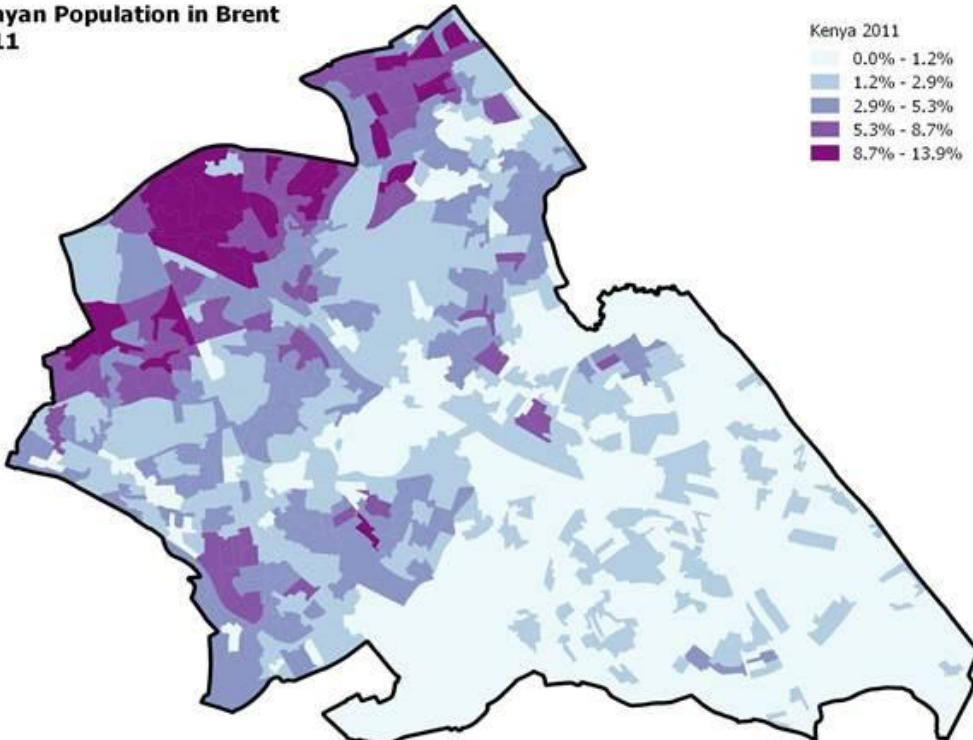 nyan Population in Brent
11
Kenya 2011
0.0% - 1.2%
1.2% - 2.9%
2.9% - 5.3%
5.3% - 8.7%
8.7% - 13.9%